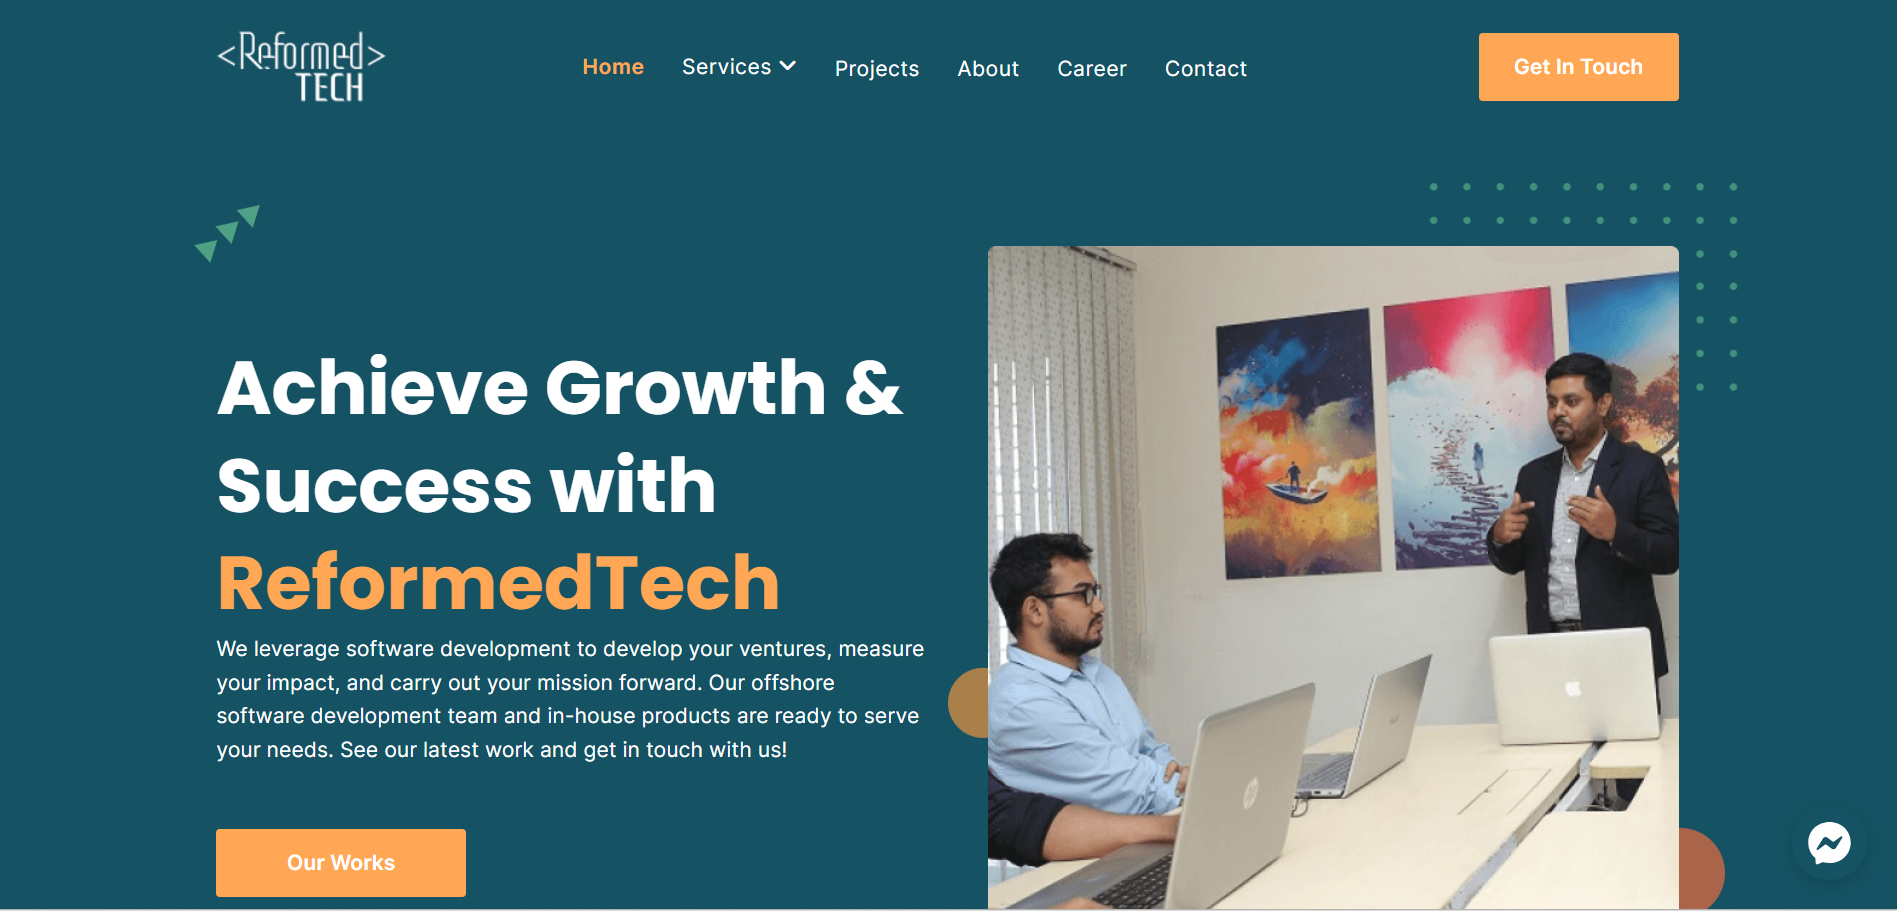 <Reformed>
TECH
Home
Services
Projects
About
Career
Contact
Get In Touch
Achieve Growth &
Success with
ReformedTech
We leverage software development to develop your ventures, measure
your impact, and carry out your mission forward. Our offshore
software development team and in-house products are ready to serve
your needs. See our latest work and get in touch with us!
Our Works
hp